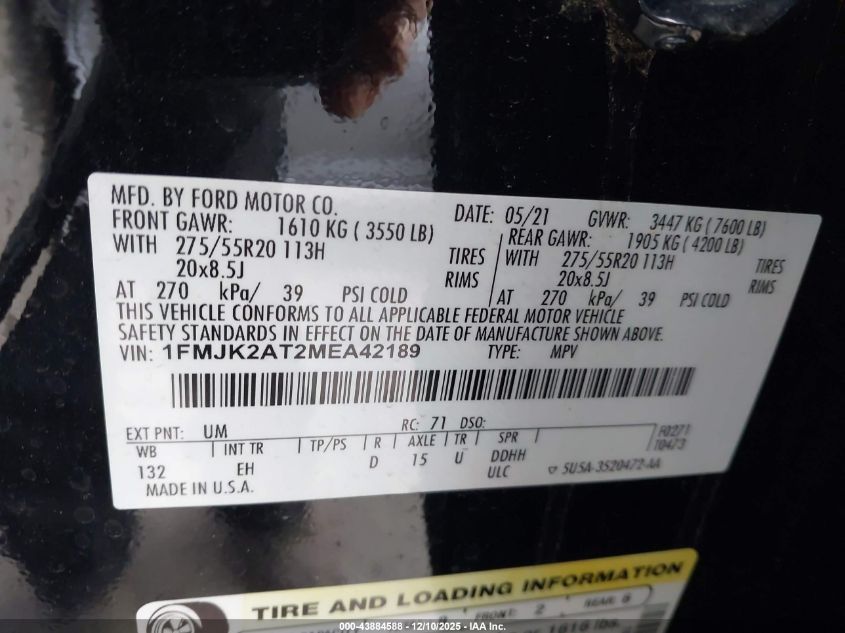 MFD. BY FORD MOTOR CO. DATE: 05/21 GVWR: 3447 KG ( 7600 LB)
FRONT GAWR: 1610 KG ( 3550 LB) REAR GAWR: 1905 KG ( 4200 LB)
WITH 275/55R20 113H TIRES WITH 275/55R20 113H TIRES
20x8.5J RIMS 20x8.5J RIMS
AT 270 kPa/ 39 PSI COLD AT 270 kPa/ 39 PSI COLD
THIS VEHICLE CONFORMS TO ALL APPLICABLE FEDERAL MOTOR VEHICLE
SAFETY STANDARDS IN EFFECT ON THE DATE OF MANUFACTURE SHOWN ABOVE.
VIN: 1FMJK2AT2MEA42189 TYPE: MPV
EXT PNT: UM RC: 71 DSO: F0271
WB INT TR TP/PS R AXLE TR SPR T0473
132 EH D 15 U DDHH
ULC 5USA-3520472-AA
MADE IN U.S.A.
TIRE AND LOADING INFORMATION
FRONT: 2
000-43884588 - 12/10/2025 - IAA Inc.